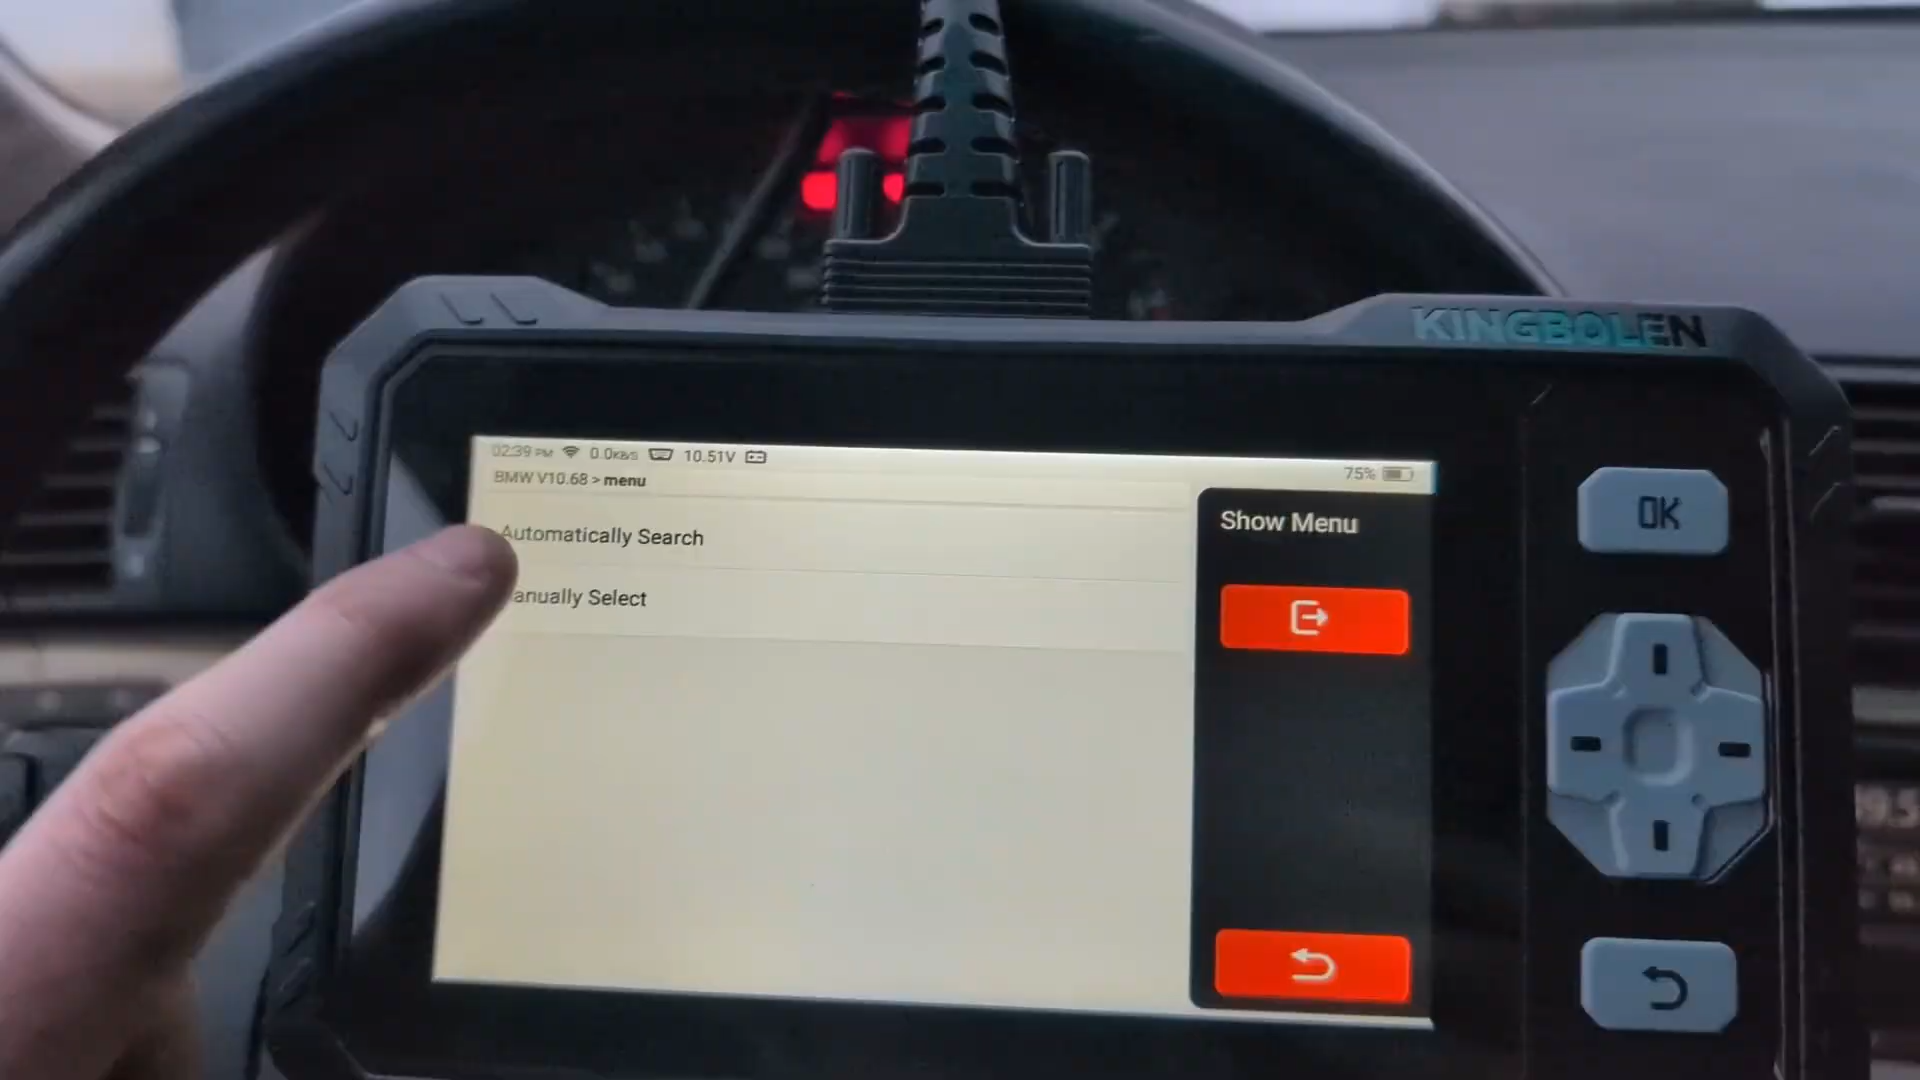 KINGBOLEN
02:39 PM 0.0KB/S 10.51V 75%
BMW V10.68 > menu
Show Menu
Automatically Search
anually Select
OK